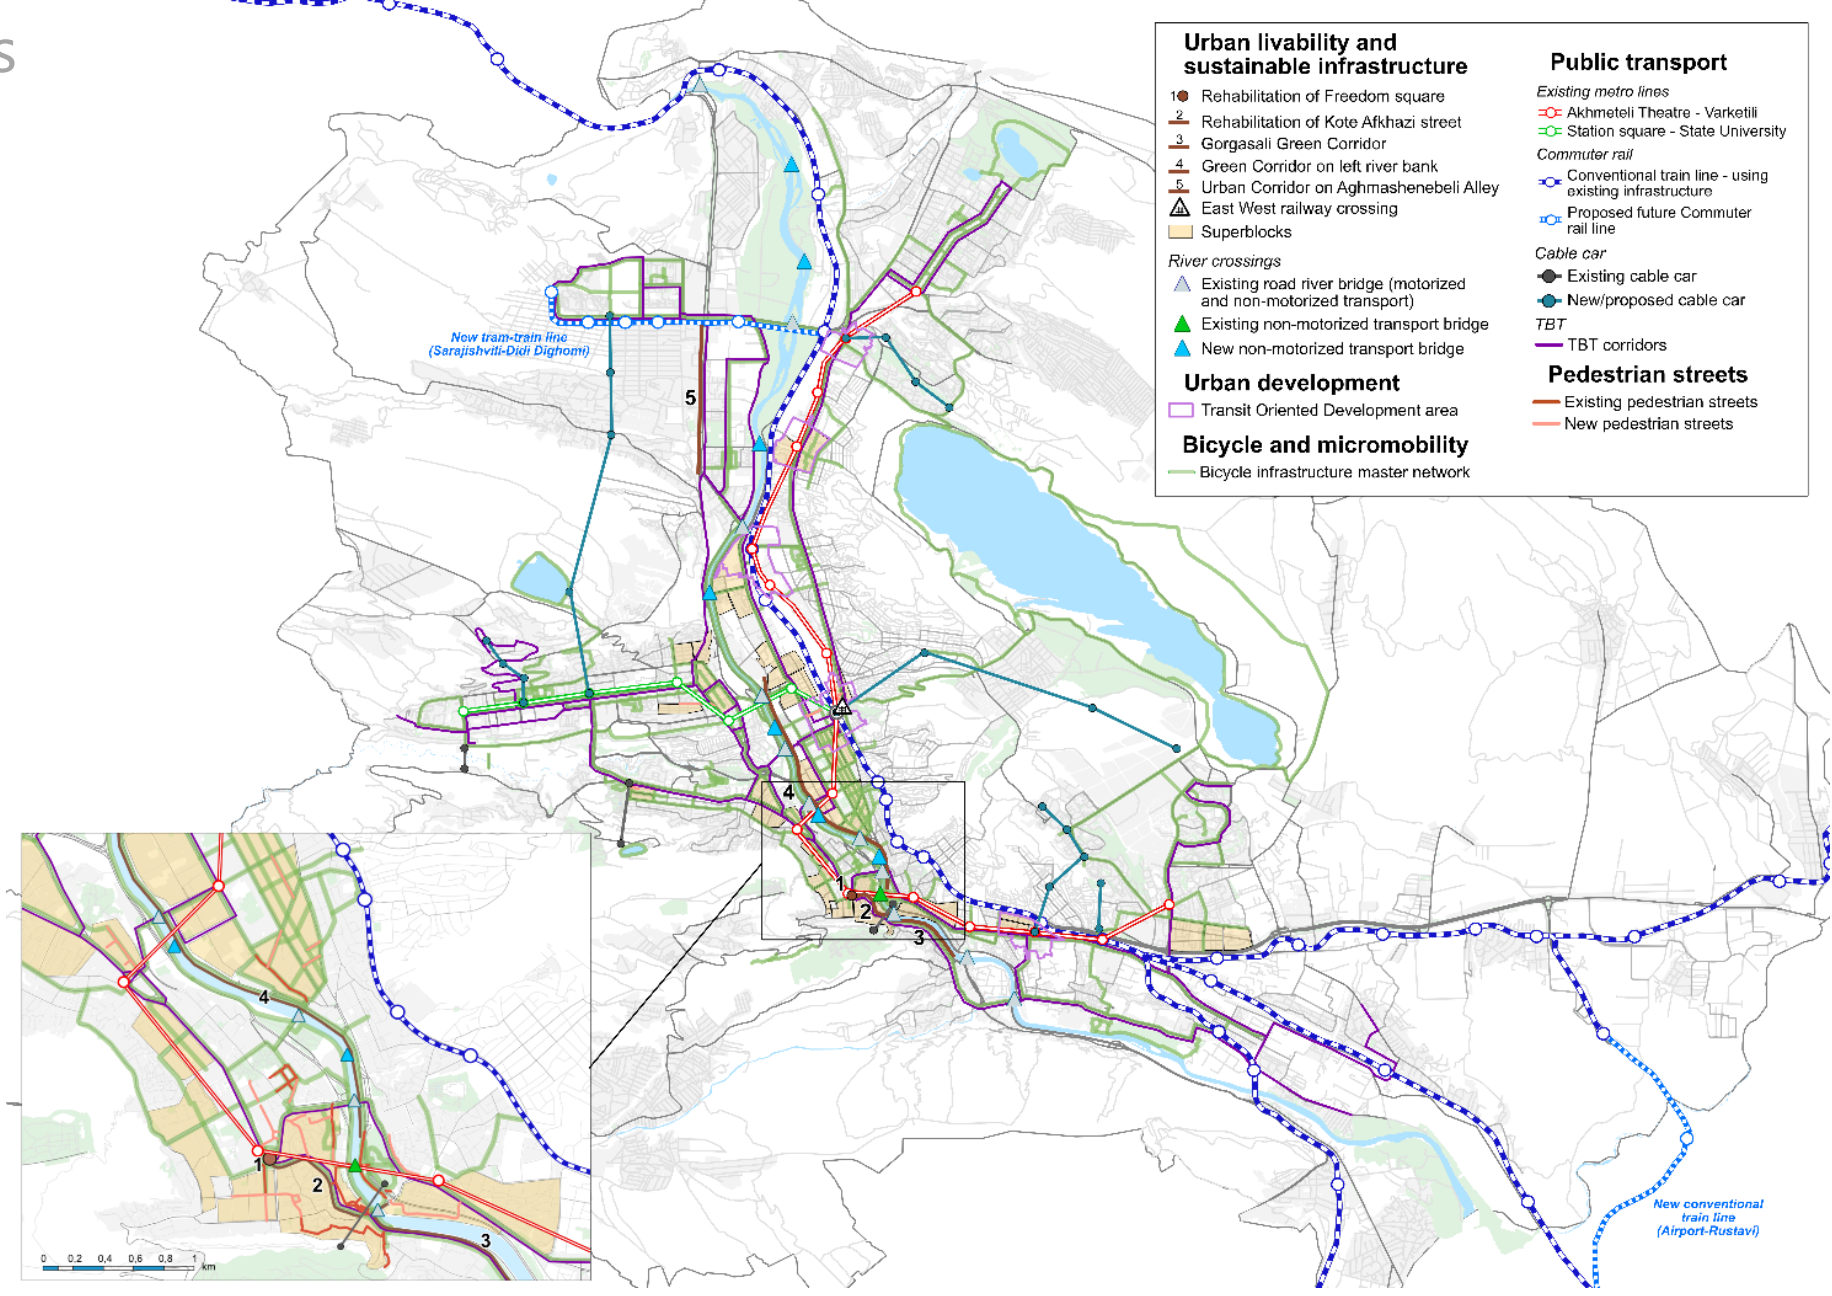 s
Urban livability and
sustainable infrastructure
1 Rehabilitation of Freedom square
2 Rehabilitation of Kote Afkhazi street
3 Gorgasali Green Corridor
4 Green Corridor on left river bank
5 Urban Corridor on Aghmashenebeli Alley
East West railway crossing
Superblocks
River crossings
Existing road river bridge (motorized
and non-motorized transport)
Existing non-motorized transport bridge
New non-motorized transport bridge
Urban development
Transit Oriented Development area
Bicycle and micromobility
Bicycle infrastructure master network
Public transport
Existing metro lines
Akhmeteli Theatre - Varketili
Station square - State University
Commuter rail
Conventional train line - using
existing infrastructure
Proposed future Commuter
rail line
Cable car
Existing cable car
New/proposed cable car
TBT
TBT corridors
Pedestrian streets
Existing pedestrian streets
New pedestrian streets
New tram-train line
(Sarajishvili-Didi Dighomi)
5
4
1
2
3
4
1
2
3
0 0.2 0,4 0,6 0,8 1
km
New conventional
train line
(Airport-Rustavi)